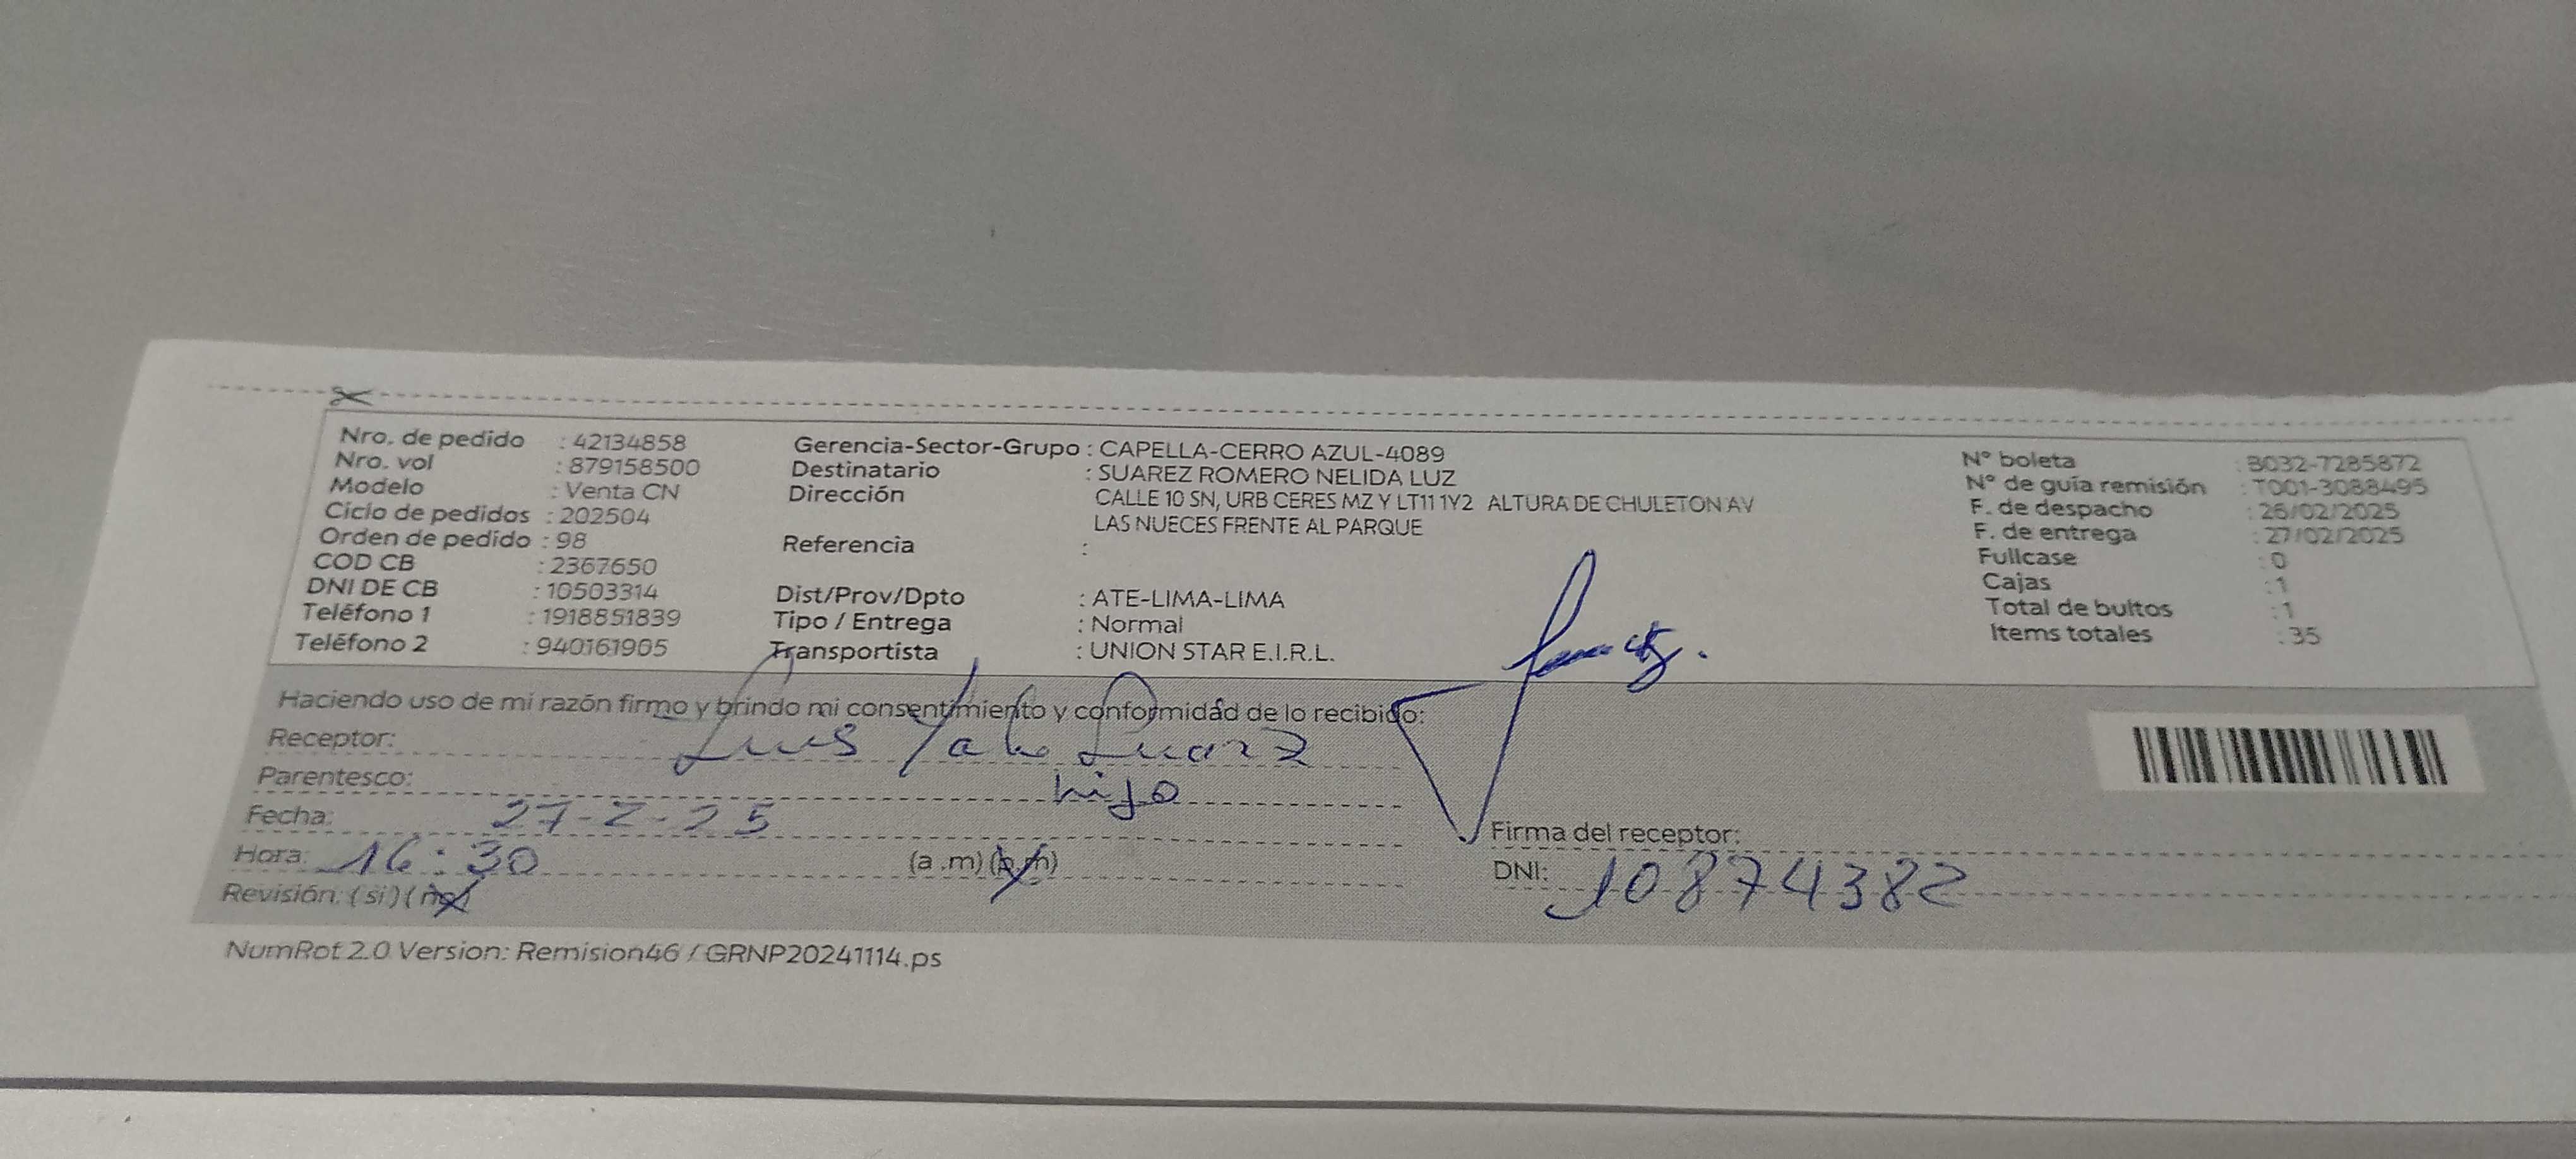 Nro. de pedido : 42134858
Nro. vol : 879158500
Modelo : Venta CN
Ciclo de pedidos : 202504
Orden de pedido : 98
COD CB : 2367650
DNI DE CB : 10503314
Teléfono 1 : 1918851839
Teléfono 2 : 940161905
Gerencia-Sector-Grupo : CAPELLA-CERRO AZUL-4089
Destinatario : SUAREZ ROMERO NELIDA LUZ
Dirección CALLE 10 SN, URB CERES MZ Y LT11 1Y2 ALTURA DE CHULETON AV
LAS NUECES FRENTE AL PARQUE
Referencia :
Dist/Prov/Dpto : ATE-LIMA-LIMA
Tipo / Entrega : Normal
Transportista : UNION STAR E.I.R.L.
N° boleta : B032-7285872
N° de guía remisión : T001-3088495
F. de despacho : 26/02/2025
F. de entrega : 27/02/2025
Fullcase : 0
Cajas : 1
Total de bultos : 1
Items totales : 35
Haciendo uso de mi razón firmo y brindo mi consentimiento y conformidad de lo recibido:
Receptor: Luis Suarz
Parentesco: hijo
Fecha: 27-2-25
Hora: 16:30 (a .m) (p.m)
Revisión: (si) (no)
Firma del receptor:
DNI: 10874382
NumRot 2.0 Version: Remision46 / GRNP20241114.ps